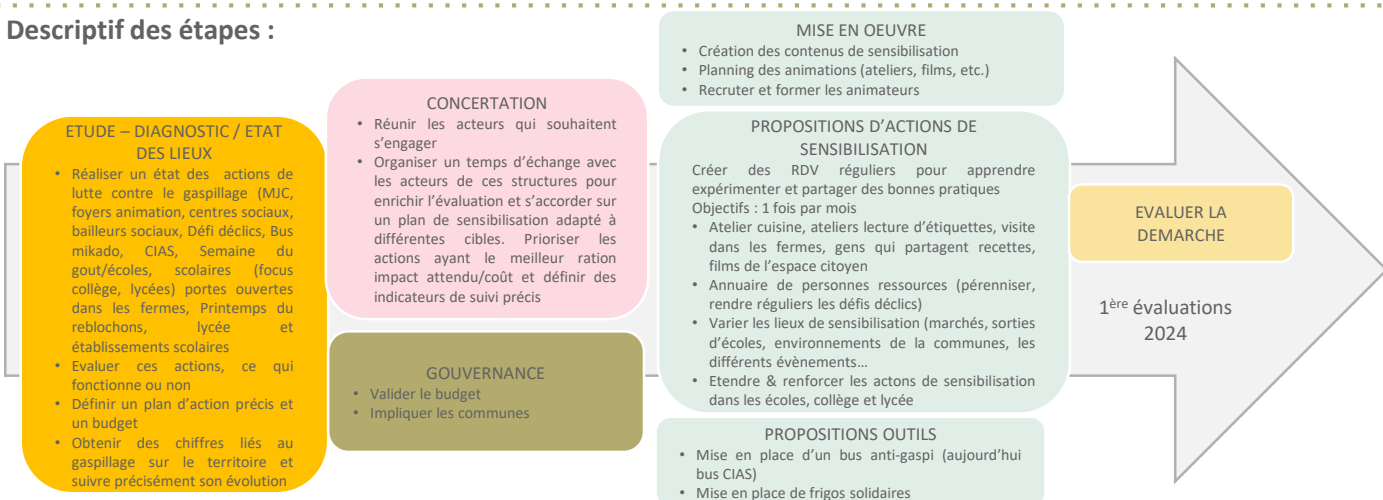 Descriptif des étapes :
ETUDE – DIAGNOSTIC / ETAT
DES LIEUX
• Réaliser un état des actions de
lutte contre le gaspillage (MJC,
foyers animation, centres sociaux,
bailleurs sociaux, Défi déclics, Bus
mikado, CIAS, Semaine du
gout/écoles, scolaires (focus
collège, lycées) portes ouvertes
dans les fermes, Printemps du
reblochons, lycée et
établissements scolaires
• Evaluer ces actions, ce qui
fonctionne ou non
• Définir un plan d'action précis et
un budget
• Obtenir des chiffres liés au
gaspillage sur le territoire et
suivre précisément son évolution
CONCERTATION
• Réunir les acteurs qui souhaitent
s'engager
• Organiser un temps d'échange avec
les acteurs de ces structures pour
enrichir l'évaluation et s'accorder sur
un plan de sensibilisation adapté à
différentes cibles. Prioriser les
actions ayant le meilleur ration
impact attendu/coût et définir des
indicateurs de suivi précis
GOUVERNANCE
• Valider le budget
• Impliquer les communes
MISE EN OEUVRE
• Création des contenus de sensibilisation
• Planning des animations (ateliers, films, etc.)
• Recruter et former les animateurs
PROPOSITIONS D'ACTIONS DE
SENSIBILISATION
Créer des RDV réguliers pour apprendre
expérimenter et partager des bonnes pratiques
Objectifs : 1 fois par mois
• Atelier cuisine, ateliers lecture d'étiquettes, visite
dans les fermes, gens qui partagent recettes,
films de l'espace citoyen
• Annuaire de personnes ressources (pérenniser,
rendre réguliers les défis déclics)
• Varier les lieux de sensibilisation (marchés, sorties
d'écoles, environnements de la communes, les
différents évènements…
• Etendre & renforcer les actons de sensibilisation
dans les écoles, collège et lycée
PROPOSITIONS OUTILS
• Mise en place d'un bus anti-gaspi (aujourd'hui
bus CIAS)
• Mise en place de frigos solidaires
EVALUER LA
DEMARCHE
1ère évaluations
2024